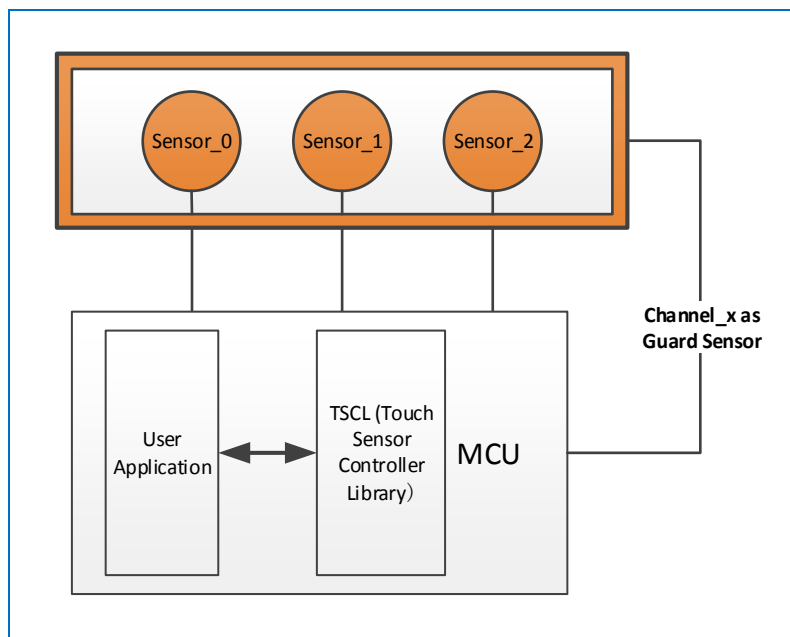 Sensor_0
Sensor_1
Sensor_2
Channel_x as
Guard Sensor
User
Application
TSCL (Touch
Sensor
Controller
Library）
MCU